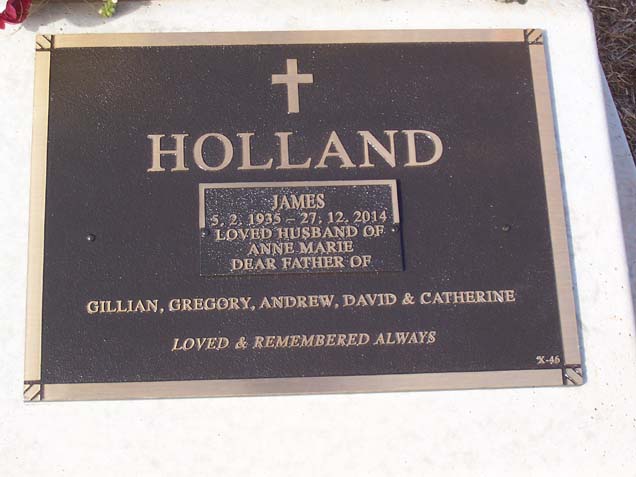 HOLLAND
JAMES
5. 2. 1935 – 27. 12. 2014
LOVED HUSBAND OF
ANNE MARIE
DEAR FATHER OF
GILLIAN, GREGORY, ANDREW, DAVID & CATHERINE
LOVED & REMEMBERED ALWAYS
X-46